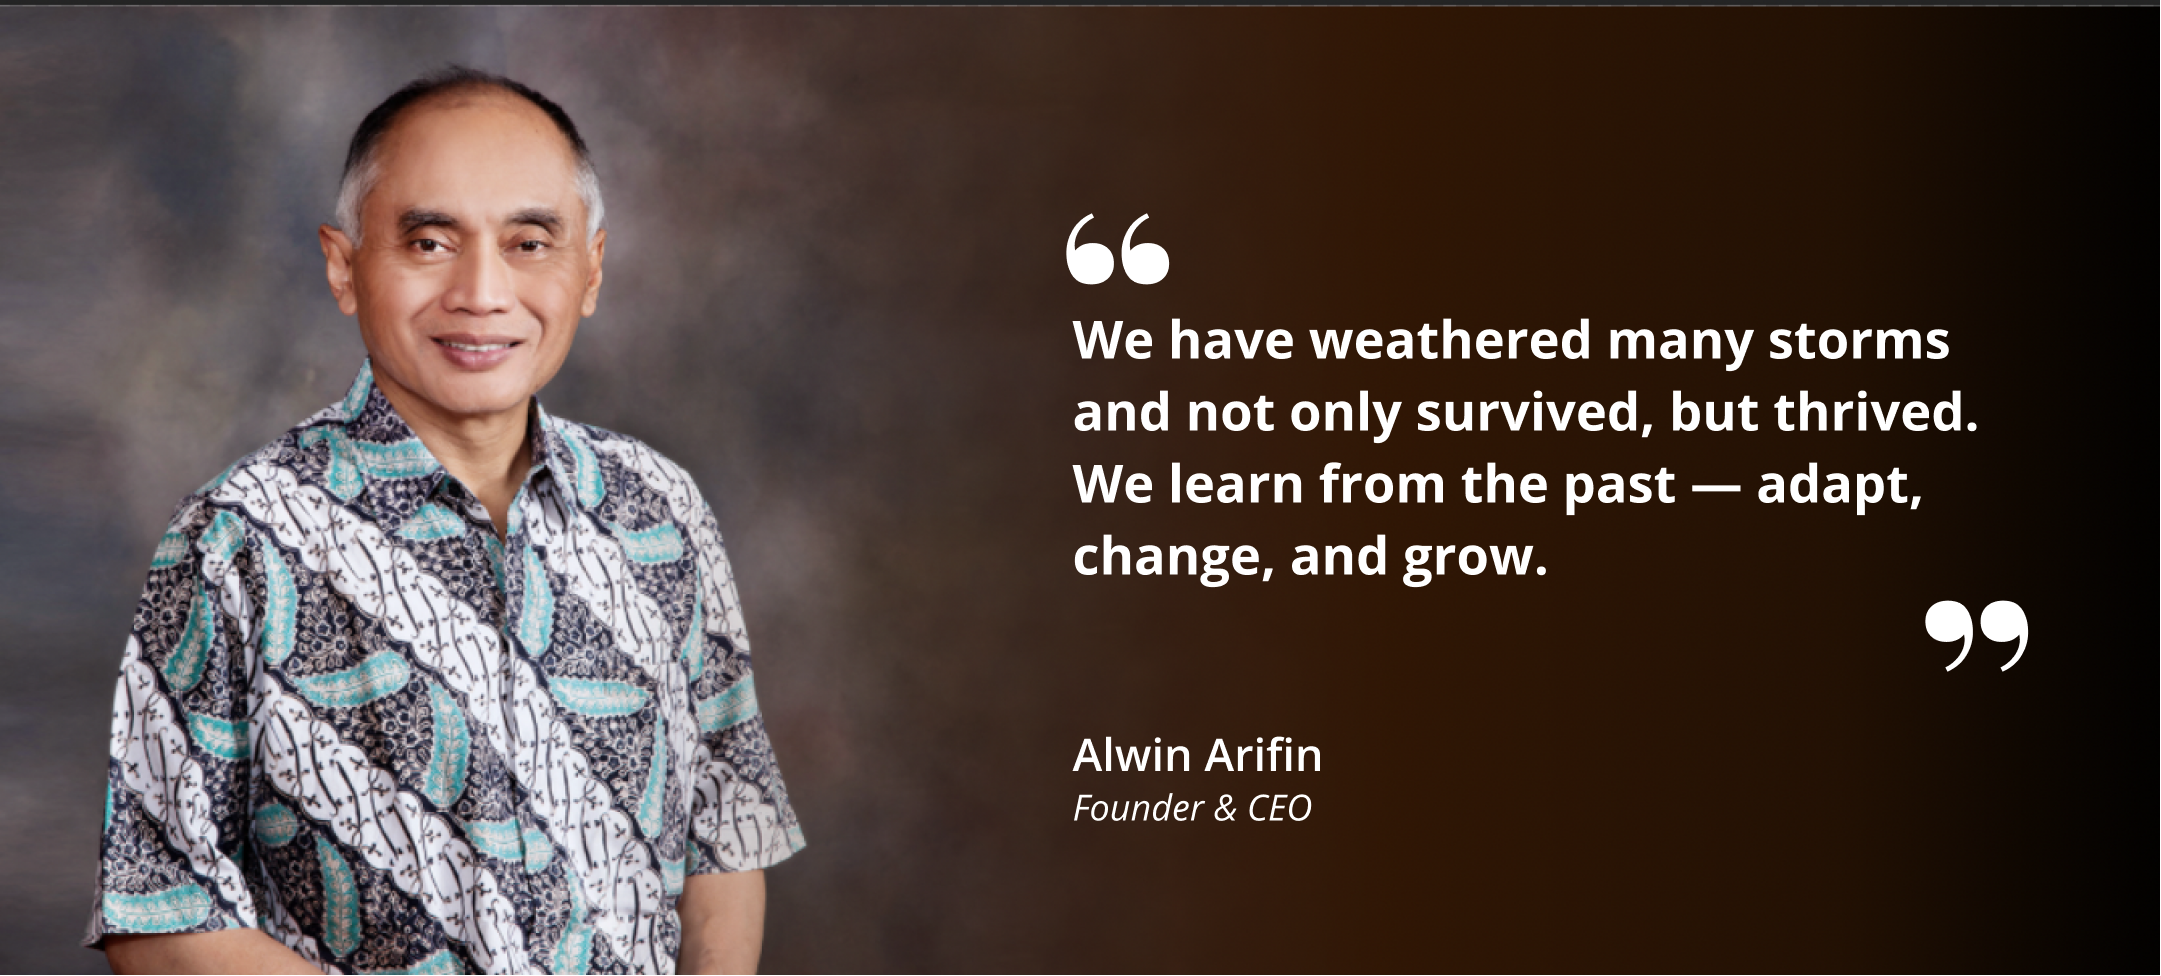 “
We have weathered many storms
and not only survived, but thrived.
We learn from the past — adapt,
change, and grow.
”
Alwin Arifin
Founder & CEO